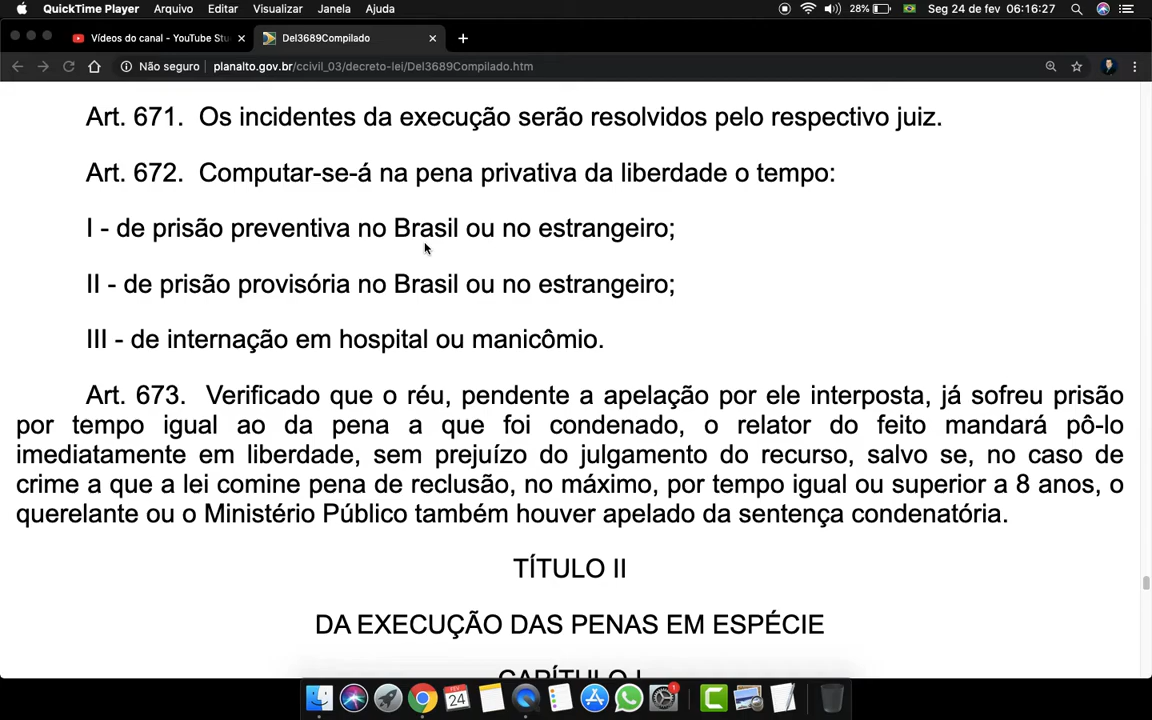 QuickTime Player Arquivo Editar Visualizar Janela Ajuda 28% Seg 24 de fev 06:16:27
Vídeos do canal - YouTube Stu Del3689Compilado
Não seguro planalto.gov.br/ccivil_03/decreto-lei/Del3689Compilado.htm
Art. 671. Os incidentes da execução serão resolvidos pelo respectivo juiz.
Art. 672. Computar-se-á na pena privativa da liberdade o tempo:
I - de prisão preventiva no Brasil ou no estrangeiro;
II - de prisão provisória no Brasil ou no estrangeiro;
III - de internação em hospital ou manicômio.
Art. 673. Verificado que o réu, pendente a apelação por ele interposta, já sofreu prisão
por tempo igual ao da pena a que foi condenado, o relator do feito mandará pô-lo
imediatamente em liberdade, sem prejuízo do julgamento do recurso, salvo se, no caso de
crime a que a lei comine pena de reclusão, no máximo, por tempo igual ou superior a 8 anos, o
querelante ou o Ministério Público também houver apelado da sentença condenatória.
TÍTULO II
DA EXECUÇÃO DAS PENAS EM ESPÉCIE
CAPÍTULO I
FEV
24
1